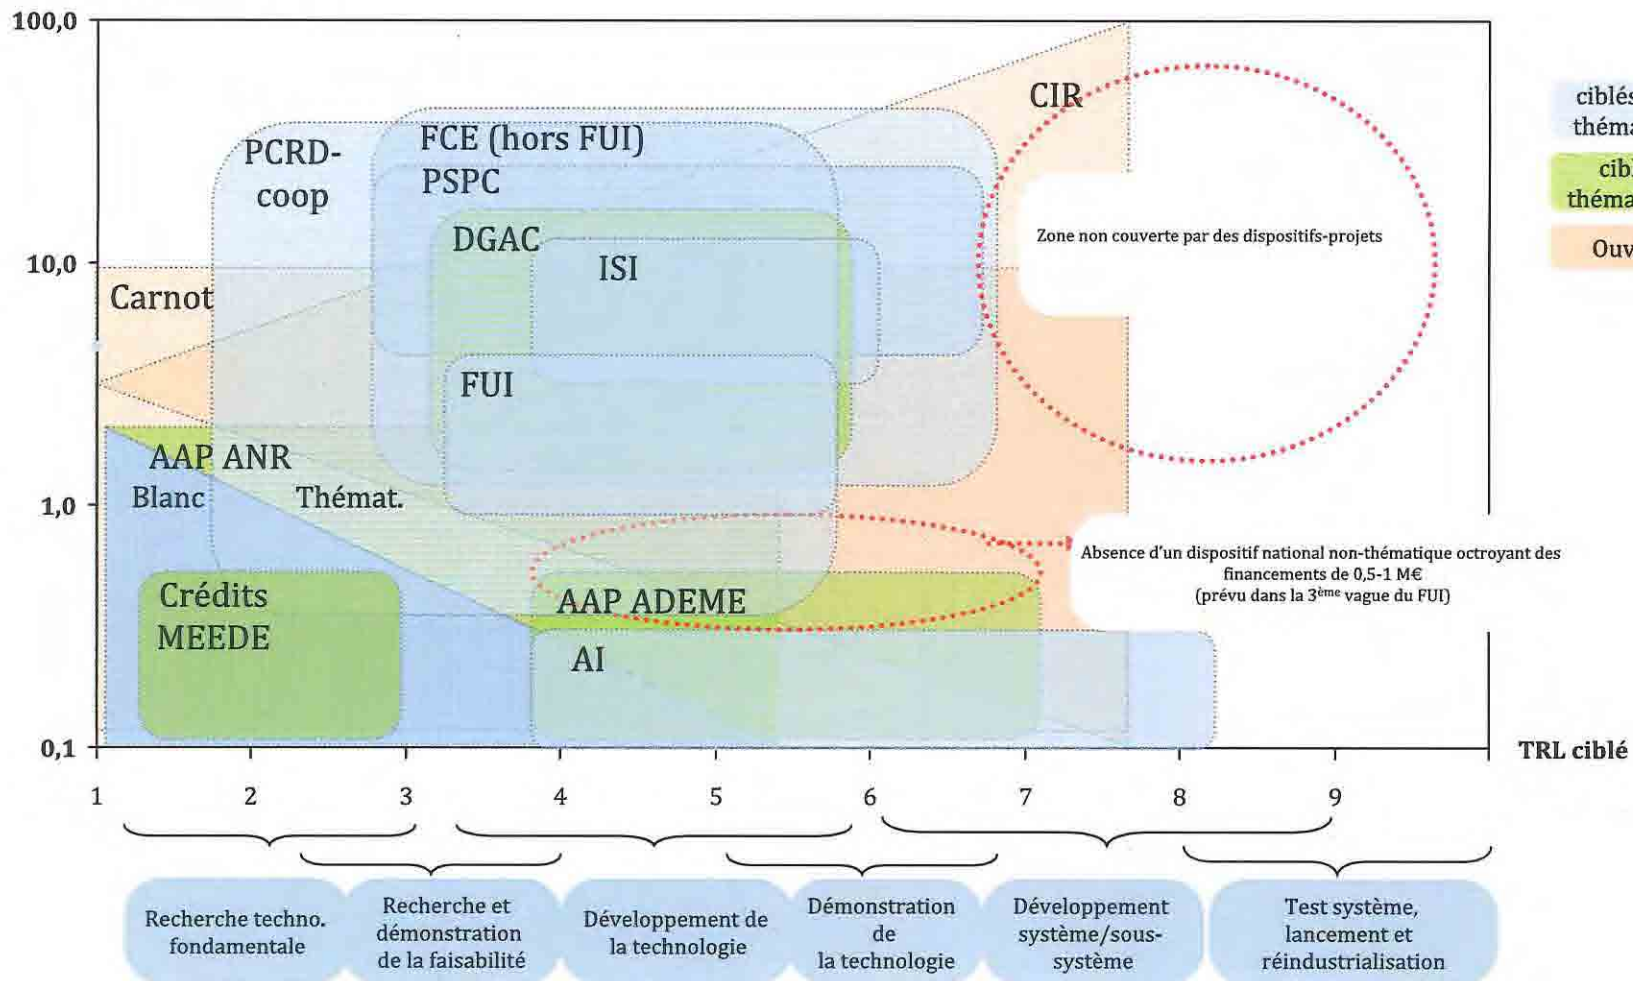 100,0
10,0
1,0
0,1
CIR
PCRD-
coop
FCE (hors FUI)
PSPC
DGAC
ISI
Carnot
FUI
AAP ANR
Blanc
Thémat.
Crédits
MEEDE
AAP ADEME
AI
Zone non couverte par des dispositifs-projets
Absence d'un dispositif national non-thématique octroyant des
financements de 0,5-1 M€
(prévu dans la 3ème vague du FUI)
TRL ciblé
1 2 3 4 5 6 7 8 9
Recherche techno.
fondamentale
Recherche et
démonstration
de la faisabilité
Développement de
la technologie
Démonstration
de
la technologie
Développement
système/sous-
système
Test système,
lancement et
réindustrialisation
ciblés